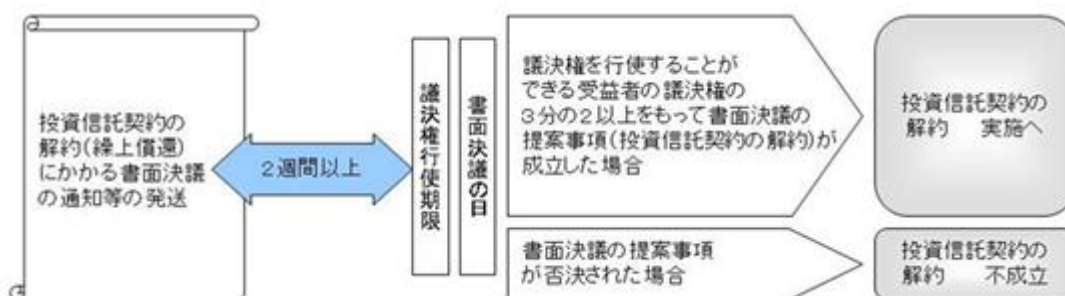 投資信託契約の
解約(繰上償還)
にかかる書面決議
の通知等の発送
2週間以上
議決権行使期限
書面決議の日
議決権を行使することが
できる受益者の議決権の
3分の2以上をもって書面決議の
提案事項(投資信託契約の解約)が
成立した場合
投資信託契約の
解約 実施へ
書面決議の提案事項
が否決された場合
投資信託契約の
解約 不成立